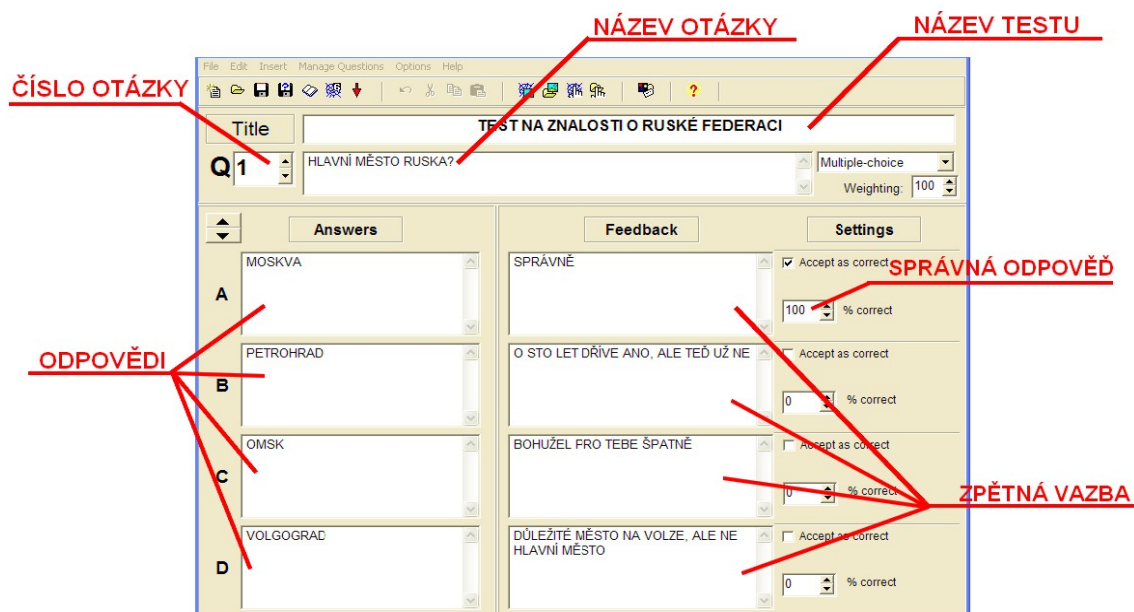 NÁZEV OTÁZKY
NÁZEV TESTU
File Edit Insert Manage Questions Options Help
ČÍSLO OTÁZKY
Title
TEST NA ZNALOSTI O RUSKÉ FEDERACI
Q 1
HLAVNÍ MĚSTO RUSKA?
Multiple-choice
Weighting: 100
Answers
Feedback
Settings
A
MOSKVA
SPRÁVNĚ
Accept as correct
SPRÁVNÁ ODPOVĚĎ
100 % correct
ODPOVĚDI
B
PETROHRAD
O STO LET DŘÍVE ANO, ALE TEĎ UŽ NE
Accept as correct
0 % correct
C
OMSK
BOHUŽEL FRO TEBE ŠPATNĚ
Accept as correct
0 % correct
ZPĚTNÁ VAZBA
D
VOLGOGRAD
DŮLEŽITÉ MĚSTO NA VOLZE, ALE NE
HLAVNÍ MĚSTO
Accept as correct
0 % correct